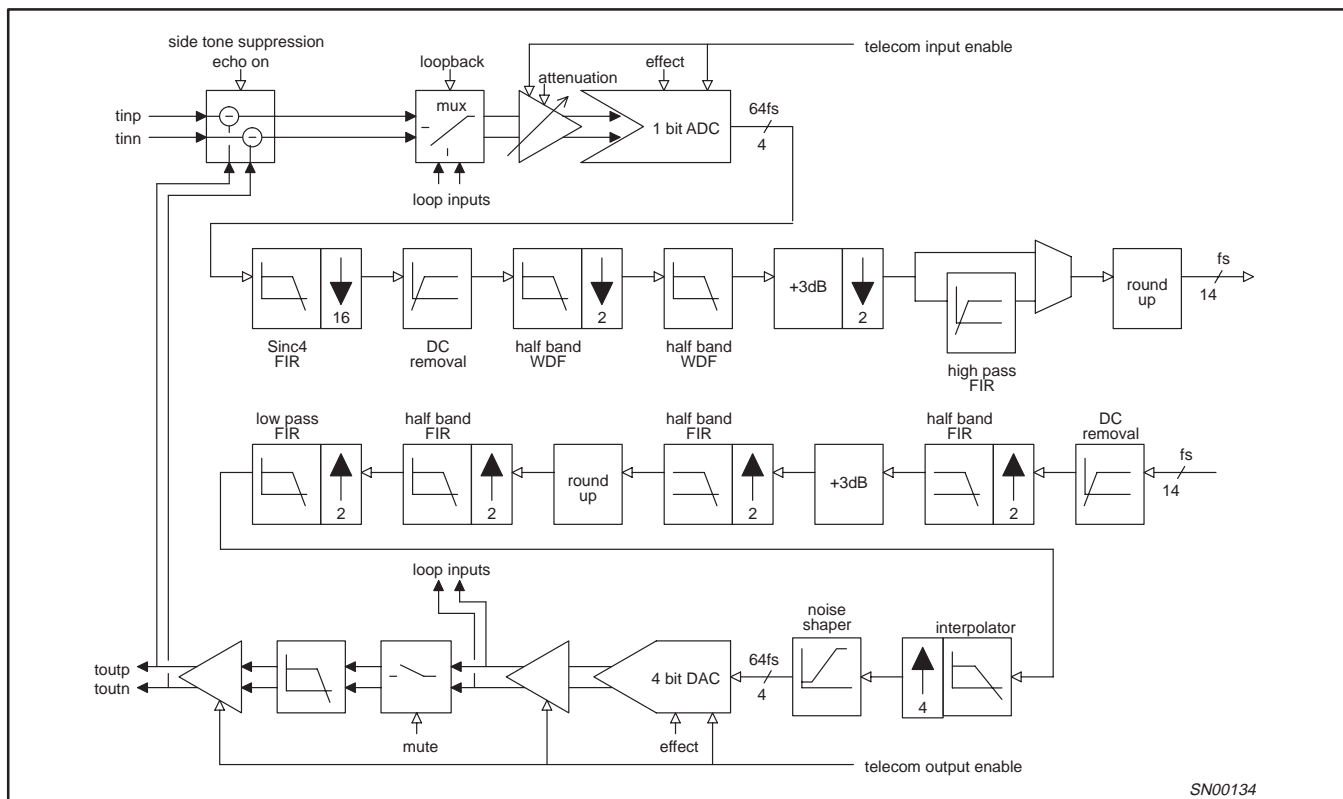 side tone suppression
echo on
loopback
effect
telecom input enable
attenuation
tinp
tinn
mux
1 bit ADC
64fs
4
loop inputs
16
2
+3dB
2
round
up
fs
14
Sinc4
FIR
DC
removal
half band
WDF
half band
WDF
high pass
FIR
low pass
FIR
half band
FIR
half band
FIR
half band
FIR
DC
removal
2
2
round
up
2
+3dB
2
fs
14
loop inputs
noise
shaper
interpolator
toutp
toutn
4 bit DAC
64fs
4
4
mute
effect
telecom output enable
SN00134